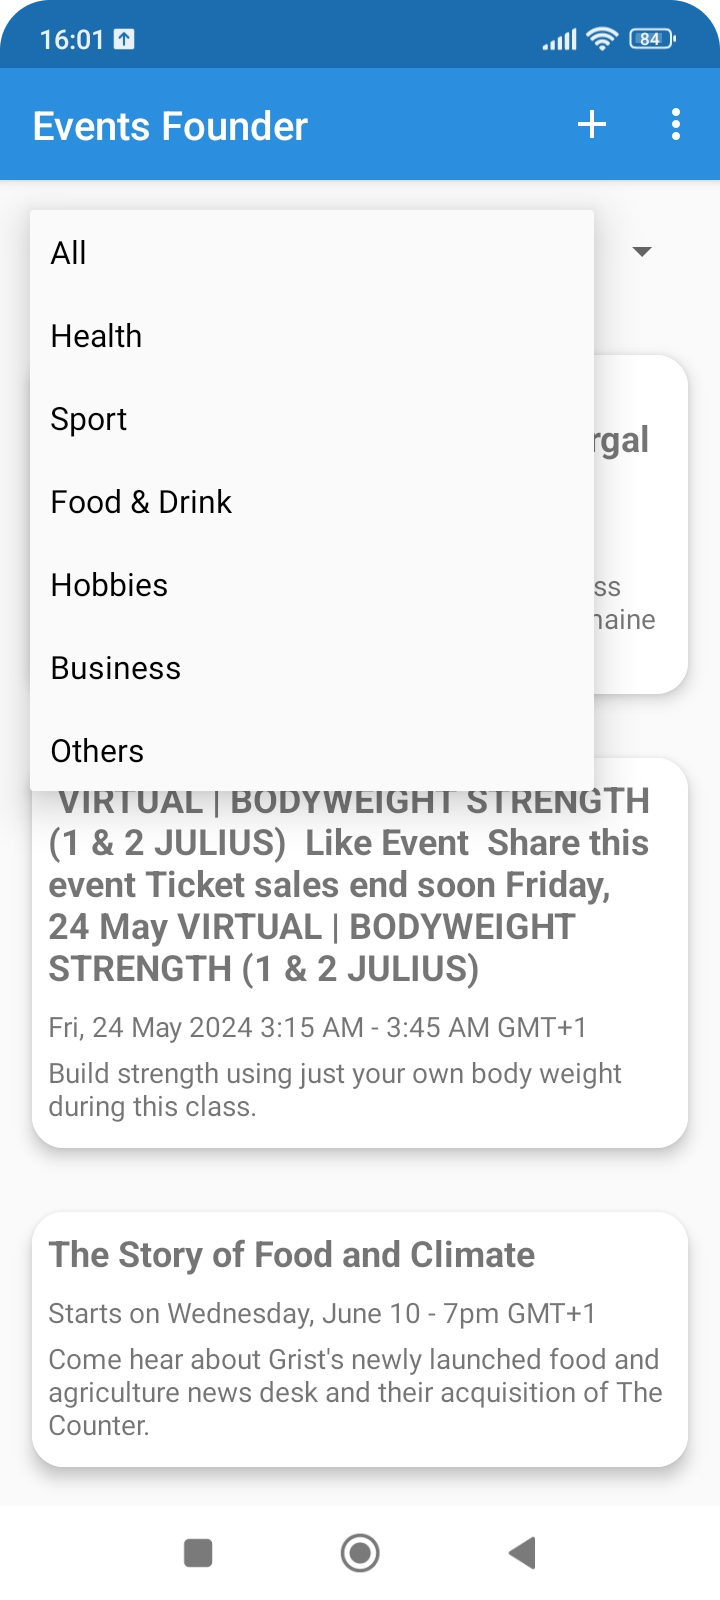 16:01
84
Events Founder
All
Health
Sport
Food & Drink
Hobbies
Business
Others
rgal
ss
naine
VIRTUAL | BODYWEIGHT STRENGTH
(1 & 2 JULIUS)  Like Event  Share this
event Ticket sales end soon Friday,
24 May VIRTUAL | BODYWEIGHT
STRENGTH (1 & 2 JULIUS)
Fri, 24 May 2024 3:15 AM - 3:45 AM GMT+1
Build strength using just your own body weight
during this class.
The Story of Food and Climate
Starts on Wednesday, June 10 - 7pm GMT+1
Come hear about Grist's newly launched food and
agriculture news desk and their acquisition of The
Counter.